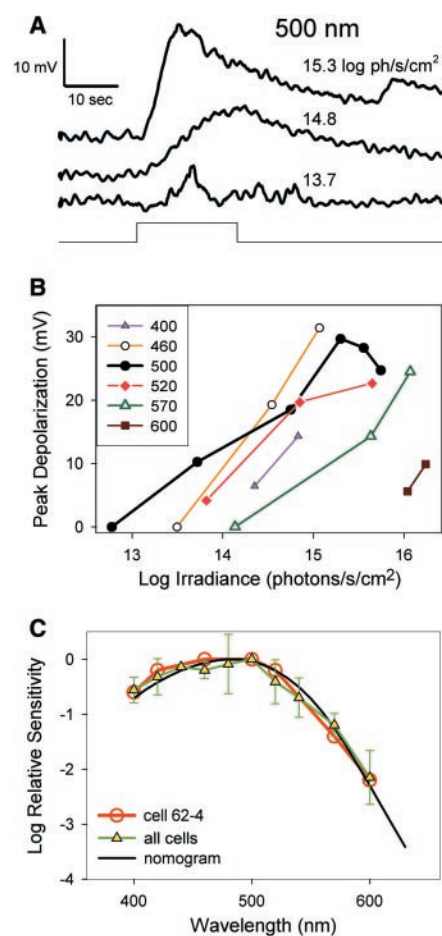 A
500 nm
10 mV
10 sec
15.3 log ph/s/cm²
14.8
13.7
B
Peak Depolarization (mV)
30
20
10
0
400
460
500
520
570
600
13
14
15
16
Log Irradiance (photons/s/cm²)
C
Log Relative Sensitivity
0
-1
-2
-3
-4
cell 62-4
all cells
nomogram
400
500
600
Wavelength (nm)